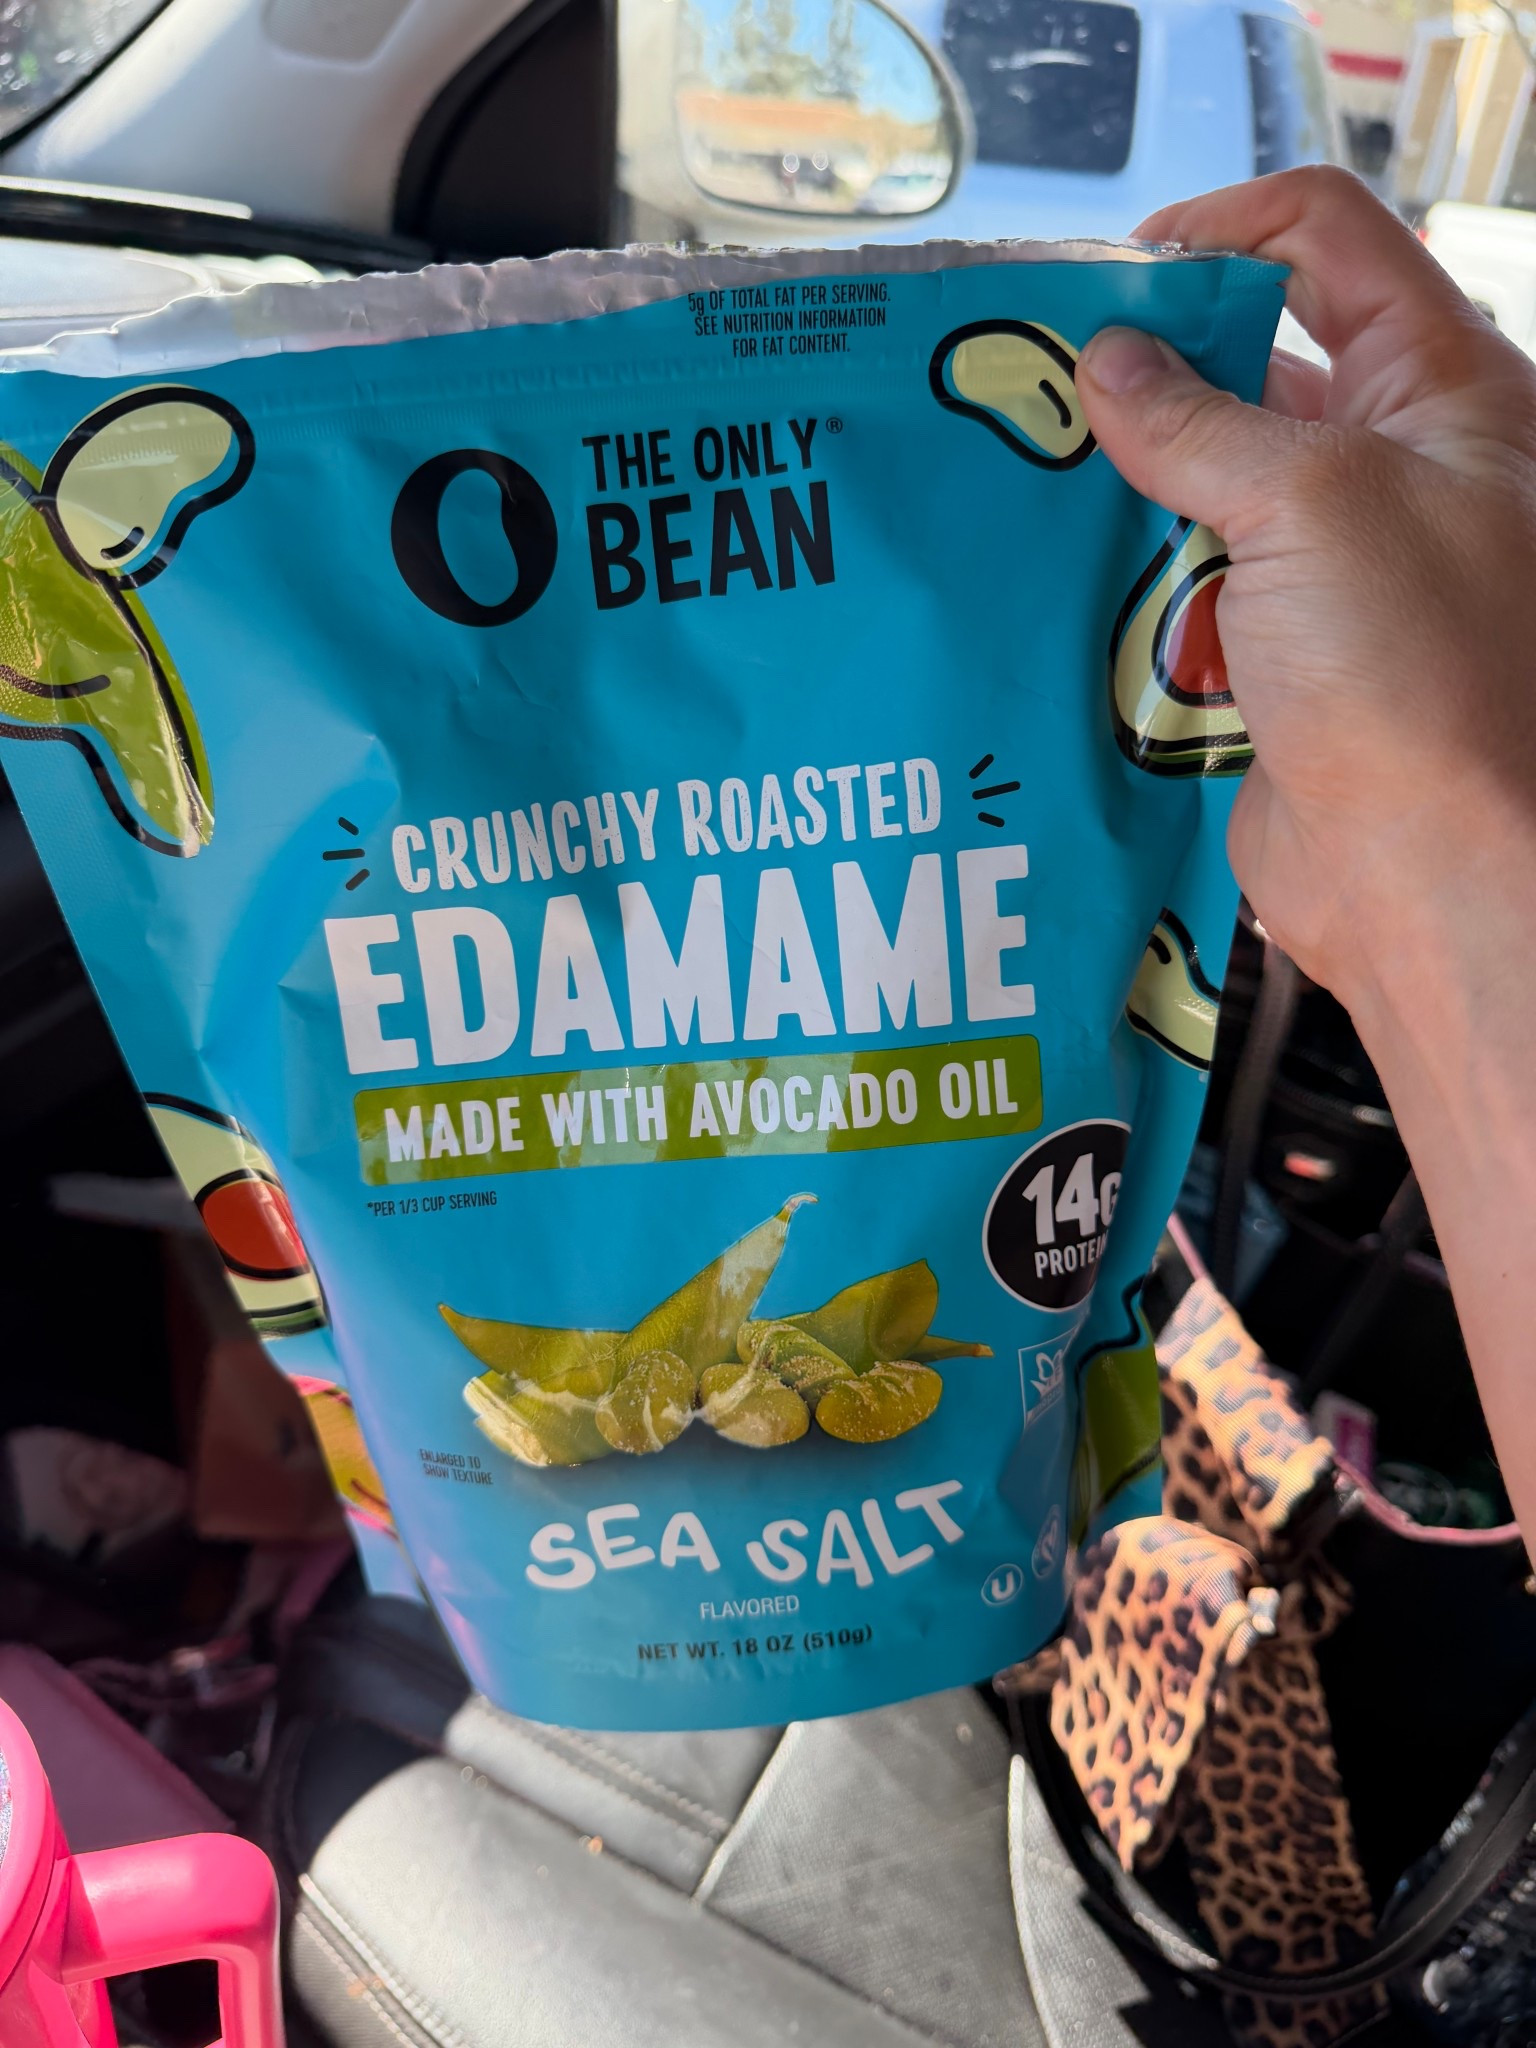 5g OF TOTAL FAT PER SERVING.
SEE NUTRITION INFORMATION
FOR FAT CONTENT.
THE ONLY®
BEAN
CRUNCHY ROASTED
EDAMAME
MADE WITH AVOCADO OIL
*PER 1/3 CUP SERVING
14G
PROTEIN
ENLARGED TO
SHOW TEXTURE
SEA SALT
FLAVORED
U
NET WT. 18 OZ (510g)